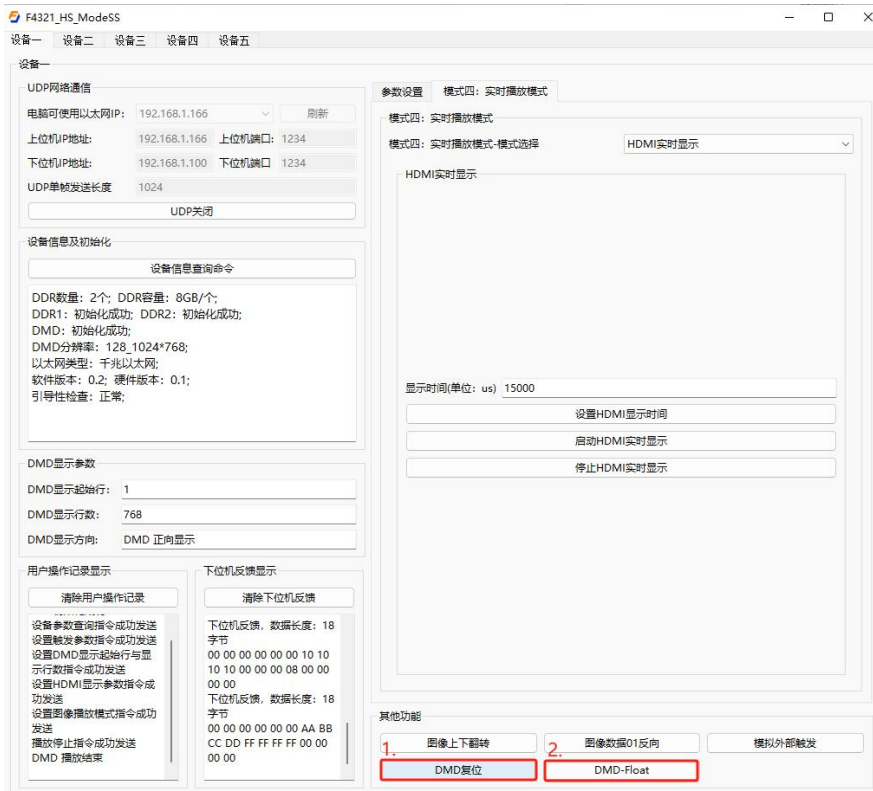 F4321_HS_ModeSS
设备一 设备二 设备三 设备四 设备五
设备一
UDP网络通信
电脑可使用以太网IP: 192.168.1.166 刷新
上位机IP地址: 192.168.1.166 上位机端口: 1234
下位机IP地址: 192.168.1.100 下位机端口 1234
UDP单帧发送长度 1024
UDP关闭
设备信息及初始化
设备信息查询命令
DDR数量: 2个; DDR容量: 8GB/个;
DDR1: 初始化成功; DDR2: 初始化成功;
DMD: 初始化成功;
DMD分辨率: 128_1024*768;
以太网类型: 千兆以太网;
软件版本: 0.2; 硬件版本: 0.1;
引导性检查: 正常;
DMD显示参数
DMD显示起始行: 1
DMD显示行数: 768
DMD显示方向: DMD 正向显示
用户操作记录显示
清除用户操作记录
设备参数查询指令成功发送
设置触发参数指令成功发送
设置DMD显示起始行与显
示行数指令成功发送
设置HDMI显示参数指令成
功发送
设置图像播放模式指令成功
发送
播放停止指令成功发送
DMD 播放结束
下位机反馈显示
清除下位机反馈
下位机反馈, 数据长度: 18
字节
00 00 00 00 00 00 10 10
10 10 00 00 00 08 00 00
00 00
下位机反馈, 数据长度: 18
字节
00 00 00 00 00 00 AA BB
CC DD FF FF FF FF 00 00
00 00
参数设置 模式四: 实时播放模式
模式四: 实时播放模式
模式四: 实时播放模式-模式选择 HDMI实时显示
HDMI实时显示
显示时间(单位: us) 15000
设置HDMI显示时间
启动HDMI实时显示
停止HDMI实时显示
其他功能
图像上下翻转 图像数据01反向 模拟外部触发
1. DMD复位 2. DMD-Float